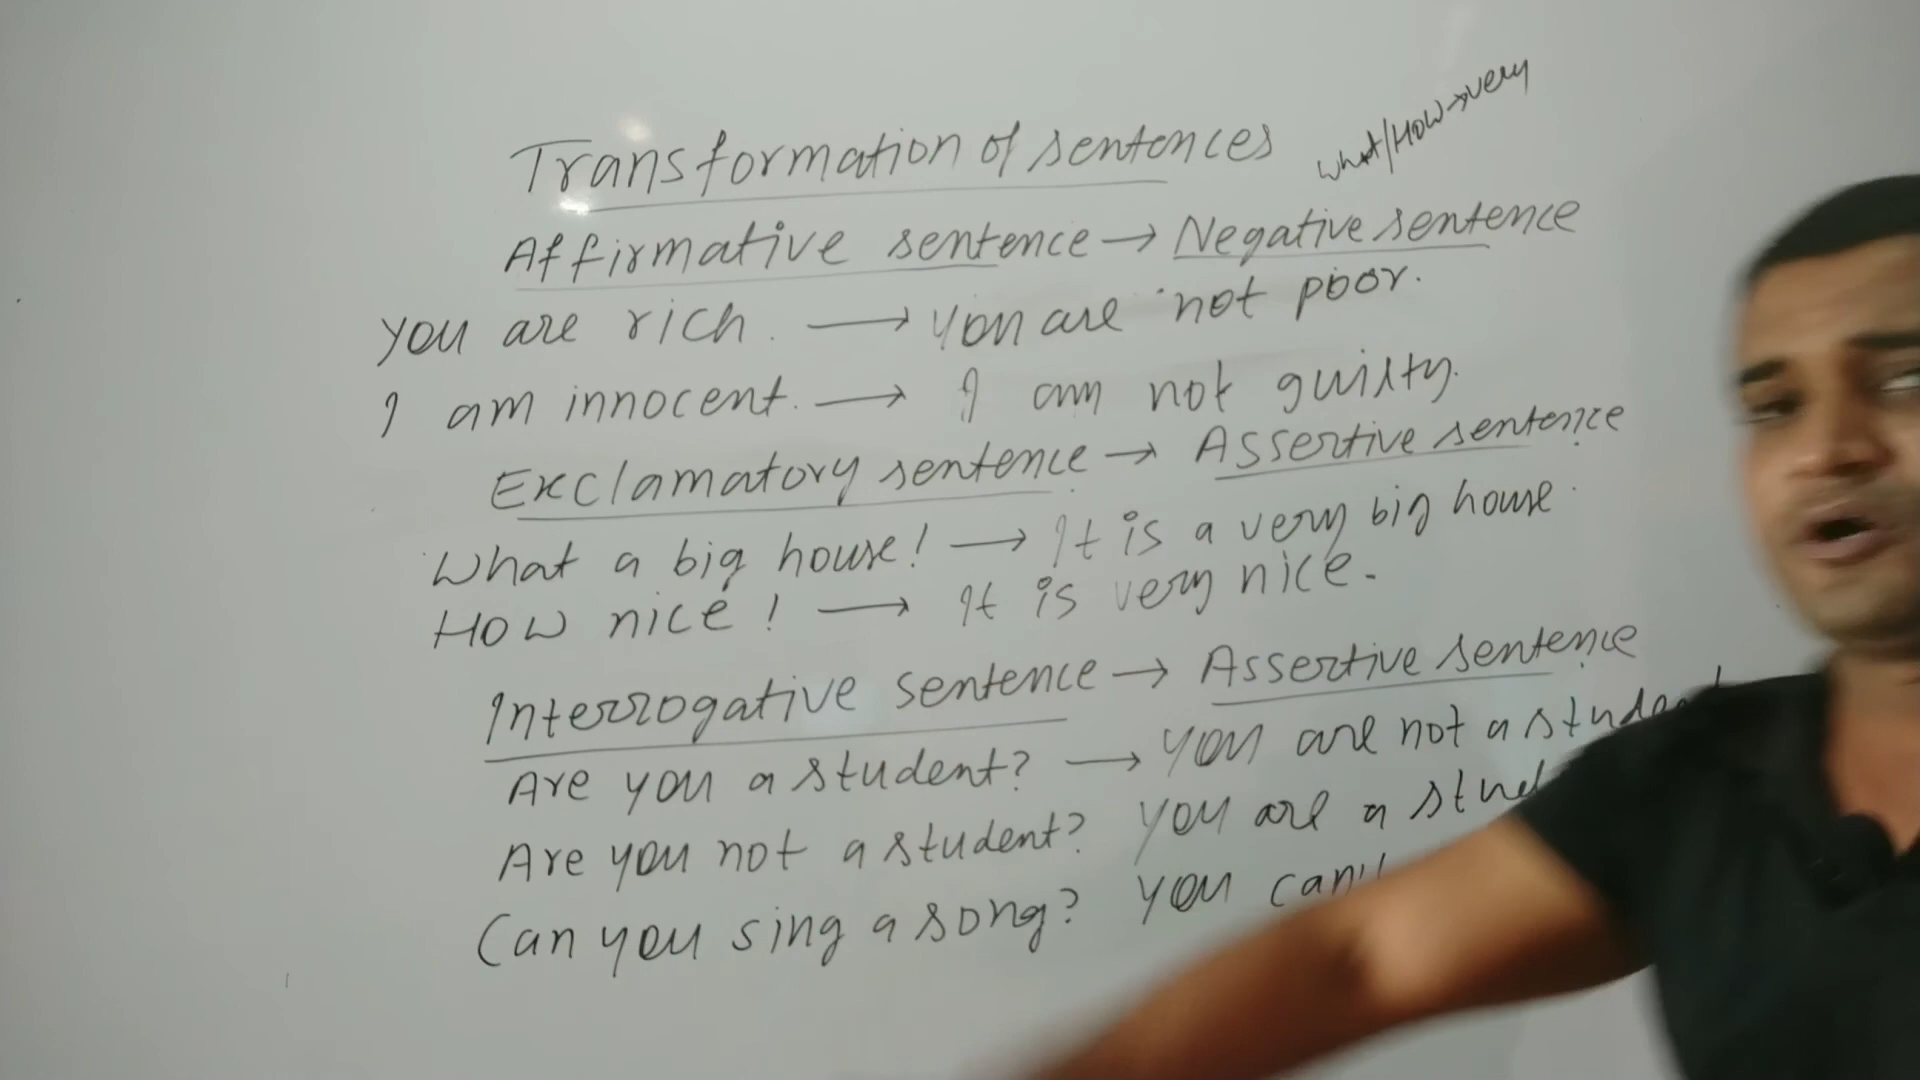 What/How→very
Transformation of sentences
Affirmative sentence → Negative sentence
You are rich. → You are not poor.
I am innocent. → I am not guilty.
Exclamatory sentence → Assertive sentence
What a big house! → It is a very big house.
How nice! → It is very nice.
Interrogative sentence → Assertive sentence
Are you a student? → You are not a student
Are you not a student? You are a
Can you sing a song? You can't